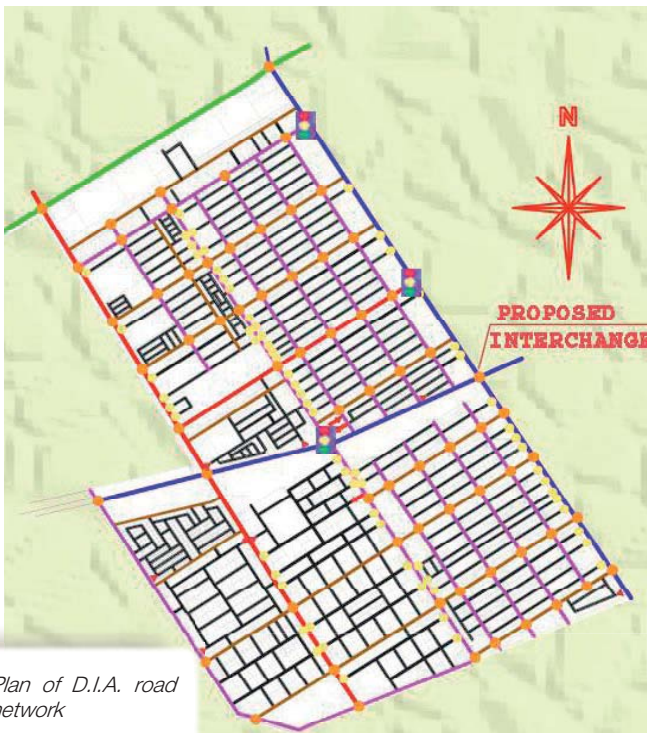 N
PROPOSED
INTERCHANGE
Plan of D.I.A. road
network